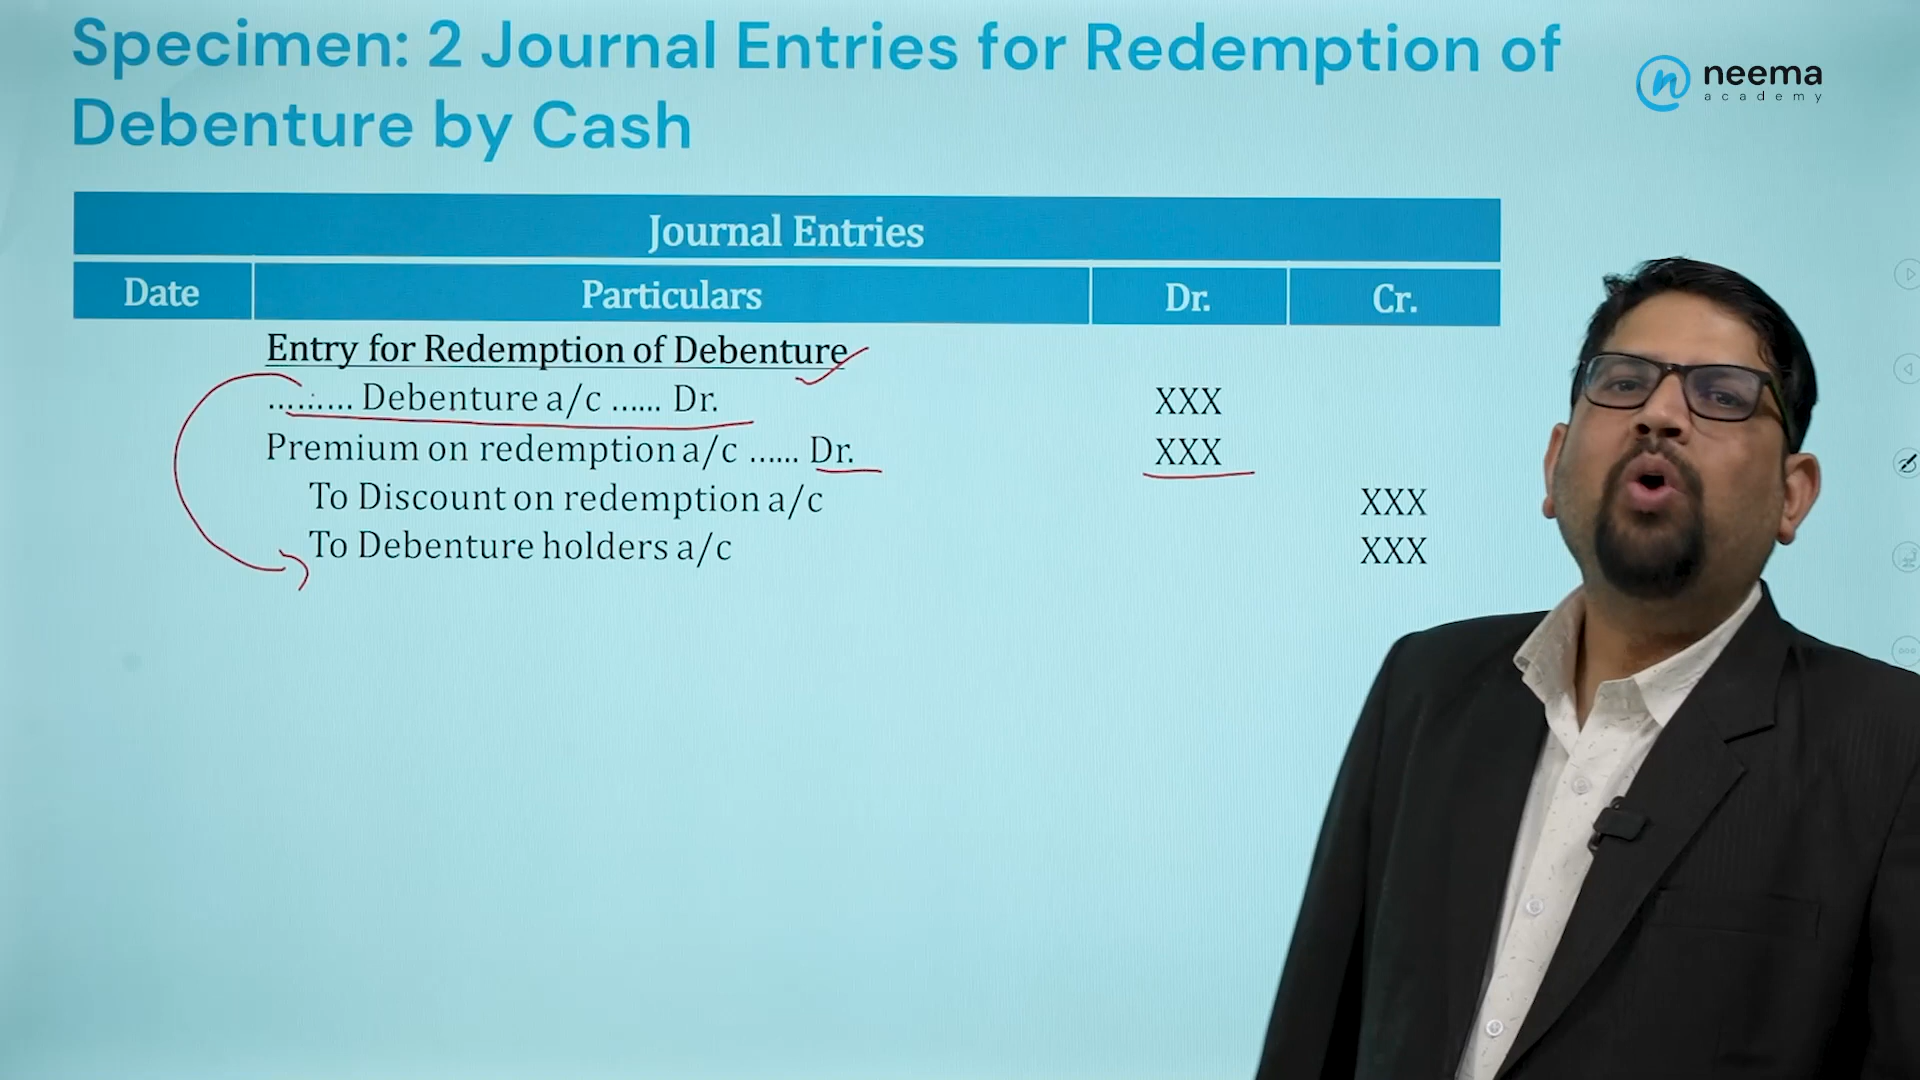 Specimen: 2 Journal Entries for Redemption of
Debenture by Cash
neema
academy
Journal Entries
Date Particulars Dr. Cr.
Entry for Redemption of Debenture
......... Debenture a/c ...... Dr. XXX
Premium on redemption a/c ...... Dr. XXX
To Discount on redemption a/c XXX
To Debenture holders a/c XXX